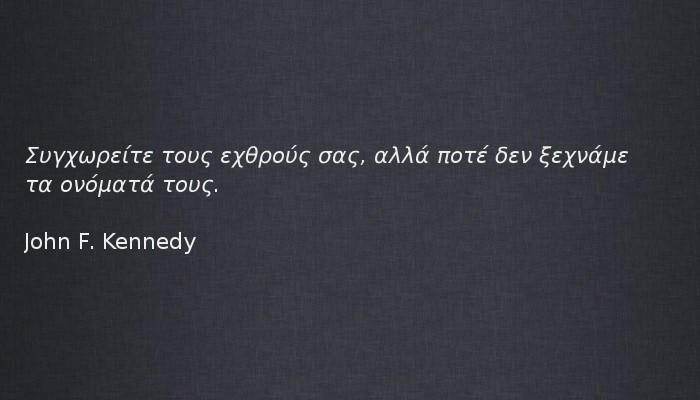 Συγχωρείτε τους εχθρούς σας, αλλά ποτέ δεν ξεχνάμε
τα ονόματά τους.
John F. Kennedy